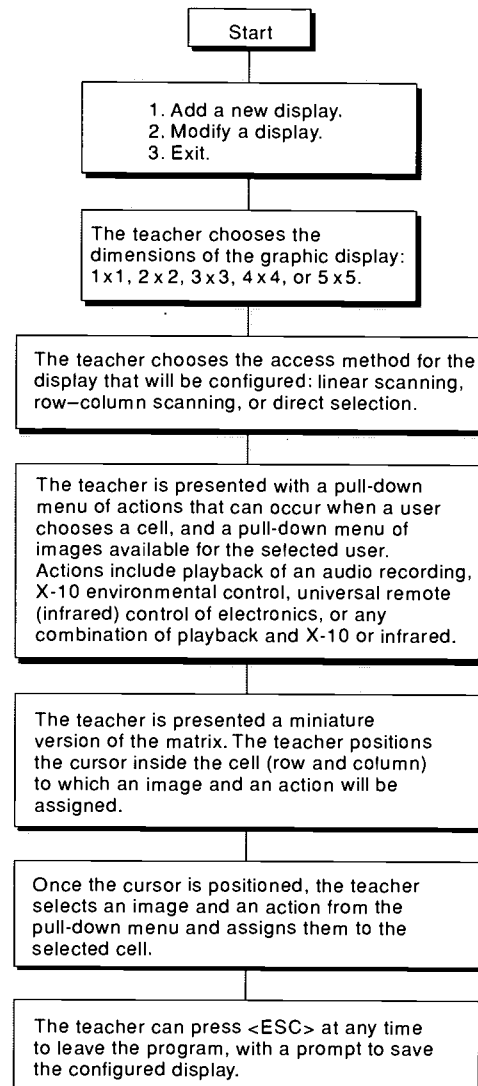 Start
1. Add a new display.
2. Modify a display.
3. Exit.
The teacher chooses the
dimensions of the graphic display:
1x1, 2x2, 3x3, 4x4, or 5x5.
The teacher chooses the access method for the
display that will be configured: linear scanning,
row–column scanning, or direct selection.
The teacher is presented with a pull-down
menu of actions that can occur when a user
chooses a cell, and a pull-down menu of
images available for the selected user.
Actions include playback of an audio recording,
X-10 environmental control, universal remote
(infrared) control of electronics, or any
combination of playback and X-10 or infrared.
The teacher is presented a miniature
version of the matrix. The teacher positions
the cursor inside the cell (row and column)
to which an image and an action will be
assigned.
Once the cursor is positioned, the teacher
selects an image and an action from the
pull-down menu and assigns them to the
selected cell.
The teacher can press <ESC> at any time
to leave the program, with a prompt to save
the configured display.